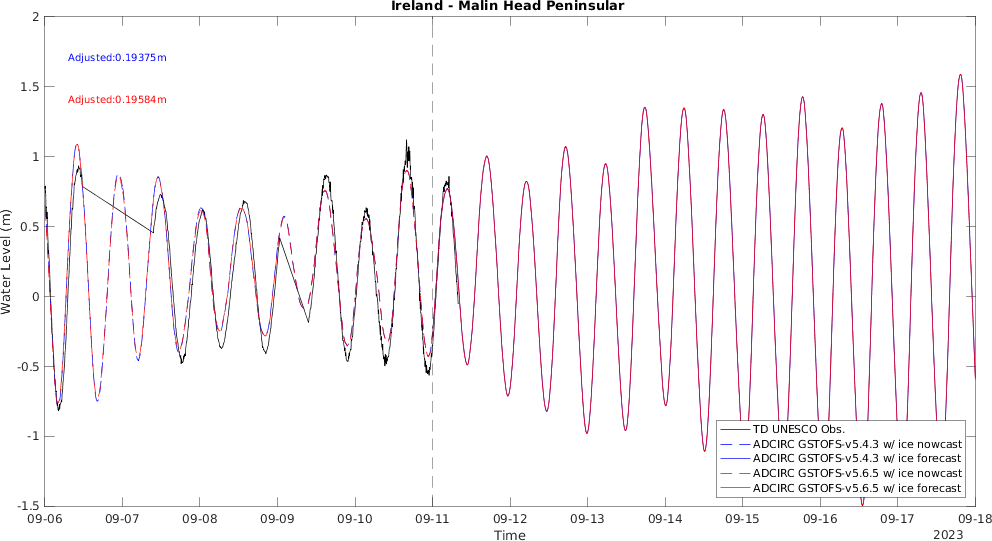 Ireland - Malin Head Peninsular
2
1.5
1
0.5
0
-0.5
-1
-1.5
Water Level (m)
Adjusted:0.19375m
Adjusted:0.19584m
TD UNESCO Obs.
ADCIRC GSTOFS-v5.4.3 w/ ice nowcast
ADCIRC GSTOFS-v5.4.3 w/ ice forecast
ADCIRC GSTOFS-v5.6.5 w/ ice nowcast
ADCIRC GSTOFS-v5.6.5 w/ ice forecast
09-06 09-07 09-08 09-09 09-10 09-11 09-12 09-13 09-14 09-15 09-16 09-17 09-18
Time
2023